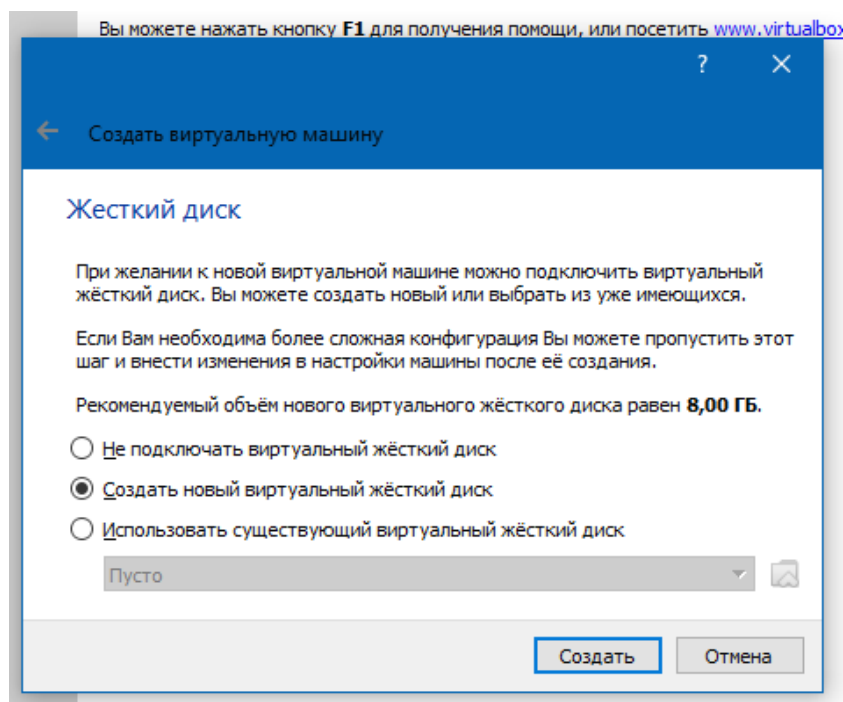 Вы можете нажать кнопку F1 для получения помощи, или посетить www.virtualbox
?
Создать виртуальную машину
Жесткий диск
При желании к новой виртуальной машине можно подключить виртуальный
жёсткий диск. Вы можете создать новый или выбрать из уже имеющихся.
Если Вам необходима более сложная конфигурация Вы можете пропустить этот
шаг и внести изменения в настройки машины после её создания.
Рекомендуемый объём нового виртуального жёсткого диска равен 8,00 ГБ.
Не подключать виртуальный жёсткий диск
Создать новый виртуальный жёсткий диск
Использовать существующий виртуальный жёсткий диск
Пусто
Создать
Отмена